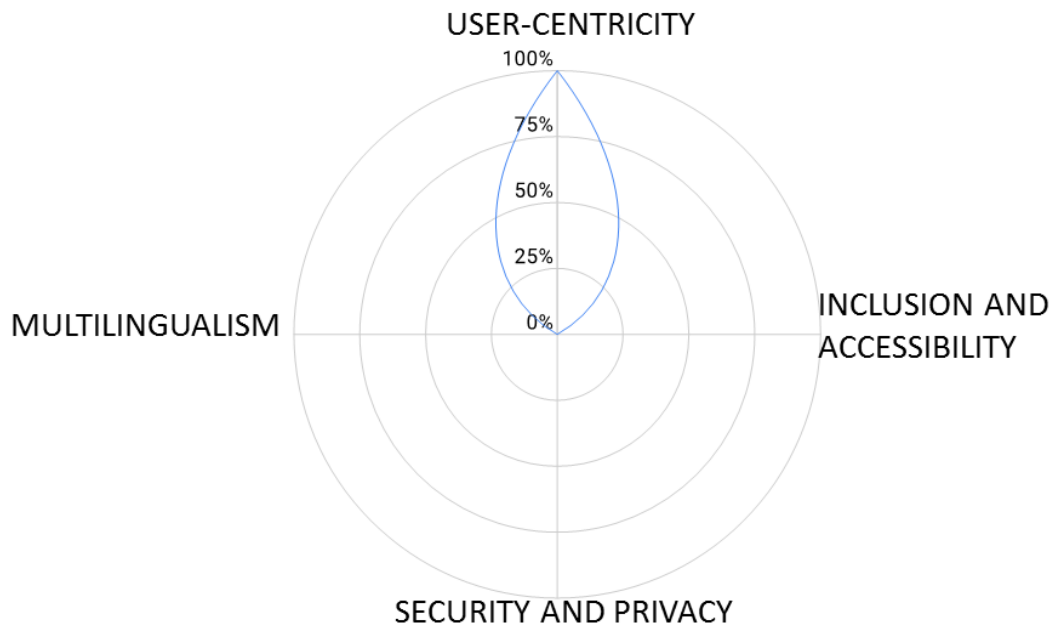 USER-CENTRICITY
100%
75%
50%
25%
0%
MULTILINGUALISM
INCLUSION AND
ACCESSIBILITY
SECURITY AND PRIVACY